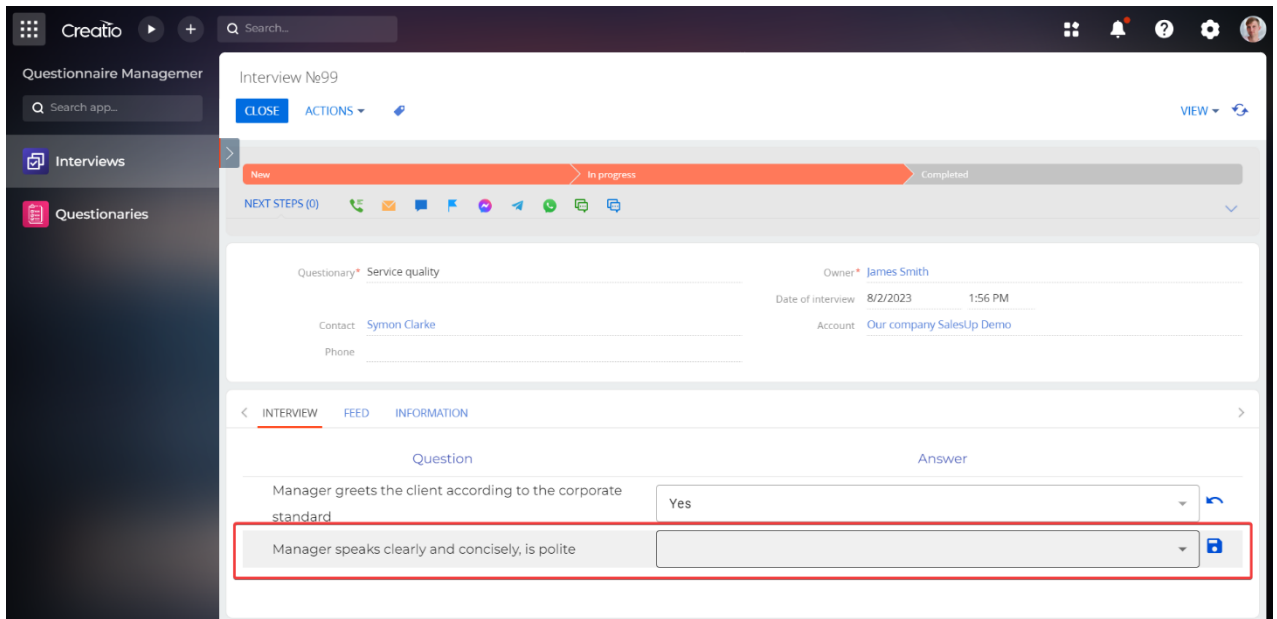 Creatio
Search...
Questionnaire Managemer
Search app...
Interviews
Questionaries
Interview №99
CLOSE ACTIONS
VIEW
New In progress Completed
NEXT STEPS (0)
Questionary* Service quality
Owner* James Smith
Date of interview 8/2/2023 1:56 PM
Contact Symon Clarke
Account Our company SalesUp Demo
Phone
INTERVIEW FEED INFORMATION
Question Answer
Manager greets the client according to the corporate
standard
Yes
Manager speaks clearly and concisely, is polite